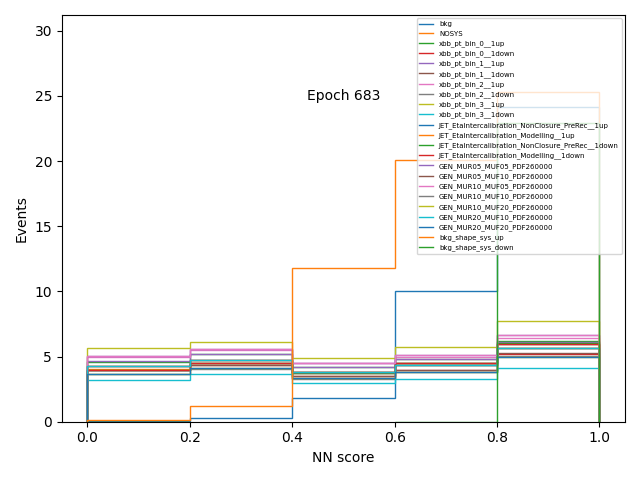 30
25
20
15
10
5
0
Events
Epoch 683
bkg
NOSYS
xbb_pt_bin_0__1up
xbb_pt_bin_0__1down
xbb_pt_bin_1__1up
xbb_pt_bin_1__1down
xbb_pt_bin_2__1up
xbb_pt_bin_2__1down
xbb_pt_bin_3__1up
xbb_pt_bin_3__1down
JET_EtaIntercalibration_NonClosure_PreRec__1up
JET_EtaIntercalibration_Modelling__1up
JET_EtaIntercalibration_NonClosure_PreRec__1down
JET_EtaIntercalibration_Modelling__1down
GEN_MUR05_MUF05_PDF260000
GEN_MUR05_MUF10_PDF260000
GEN_MUR10_MUF05_PDF260000
GEN_MUR10_MUF10_PDF260000
GEN_MUR10_MUF20_PDF260000
GEN_MUR20_MUF10_PDF260000
GEN_MUR20_MUF20_PDF260000
bkg_shape_sys_up
bkg_shape_sys_down
0.0 0.2 0.4 0.6 0.8 1.0
NN score